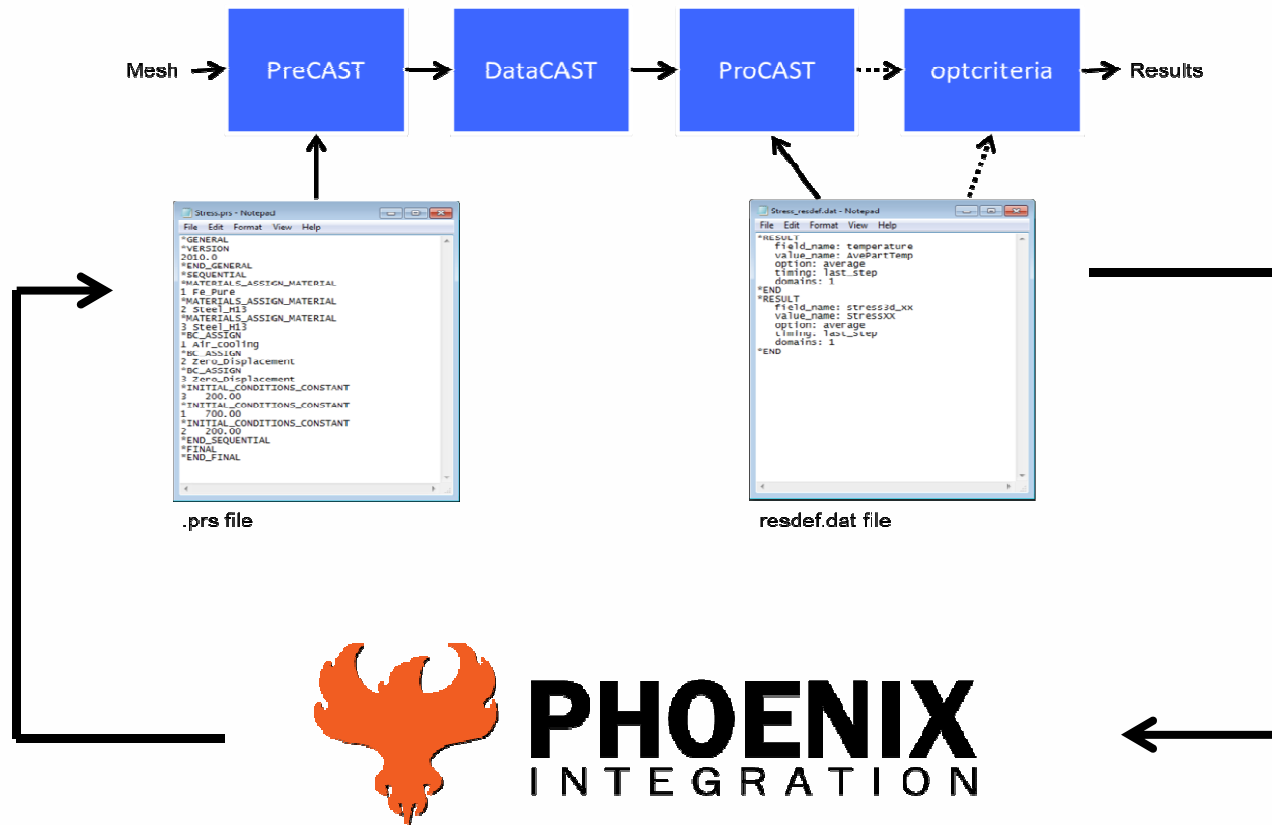 Mesh
PreCAST
DataCAST
ProCAST
optcriteria
Results
Stress.prs - Notepad
File Edit Format View Help
*GENERAL
*VERSION
2010.0
*END_GENERAL
*SEQUENTIAL
*MATERIALS_ASSIGN_MATERIAL
1 Fe_Pure
*MATERIALS_ASSIGN_MATERIAL
2 Steel_H13
*MATERIALS_ASSIGN_MATERIAL
3 Steel_H13
*BC_ASSIGN
1 Air_cooling
*BC_ASSIGN
2 Zero_Displacement
*BC_ASSIGN
3 Zero_Displacement
*INITIAL_CONDITIONS_CONSTANT
3 200.00
*INITIAL_CONDITIONS_CONSTANT
1 700.00
*INITIAL_CONDITIONS_CONSTANT
2 200.00
*END_SEQUENTIAL
*FINAL
*END_FINAL
.prs file
Stress_resdef.dat - Notepad
File Edit Format View Help
*RESULT
field_name: temperature
value_name: AvePartTemp
option: average
timing: last_step
domains: 1
*END
*RESULT
field_name: stress3d_xx
value_name: StressXX
option: average
timing: last_step
domains: 1
*END
resdef.dat file
PHOENIX
INTEGRATION